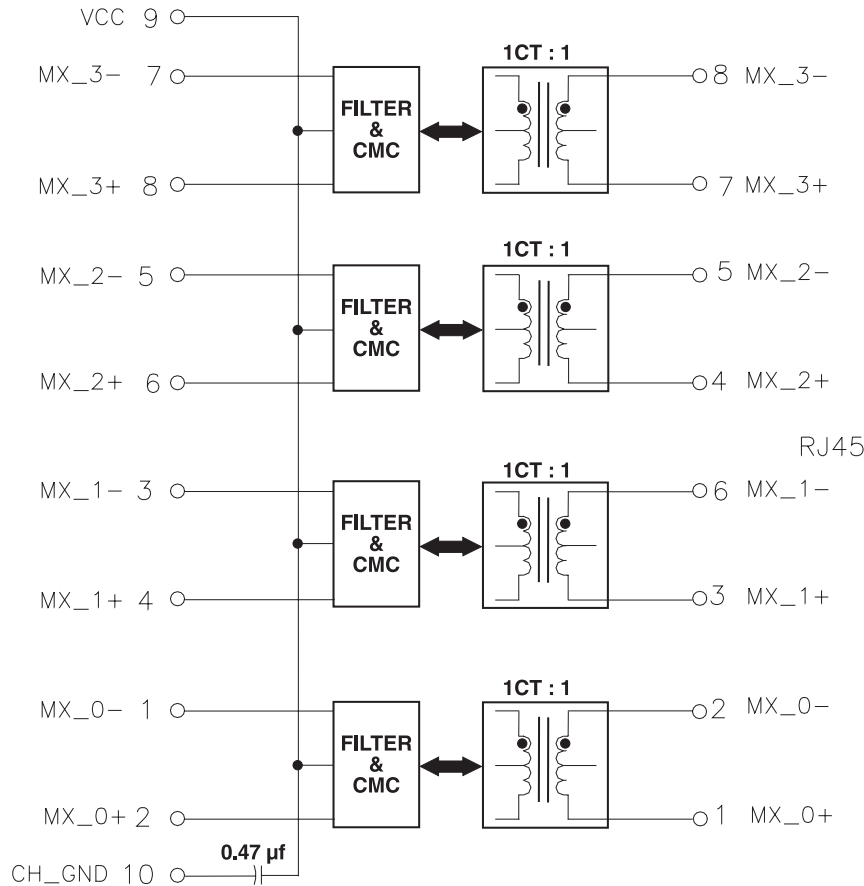 VCC 9
1CT : 1
MX_3- 7
FILTER
&
CMC
8 MX_3-
MX_3+ 8
7 MX_3+
1CT : 1
MX_2- 5
FILTER
&
CMC
5 MX_2-
MX_2+ 6
4 MX_2+
RJ45
1CT : 1
MX_1- 3
FILTER
&
CMC
6 MX_1-
MX_1+ 4
3 MX_1+
1CT : 1
MX_0- 1
FILTER
&
CMC
2 MX_0-
MX_0+ 2
1 MX_0+
0.47 µf
CH_GND 10